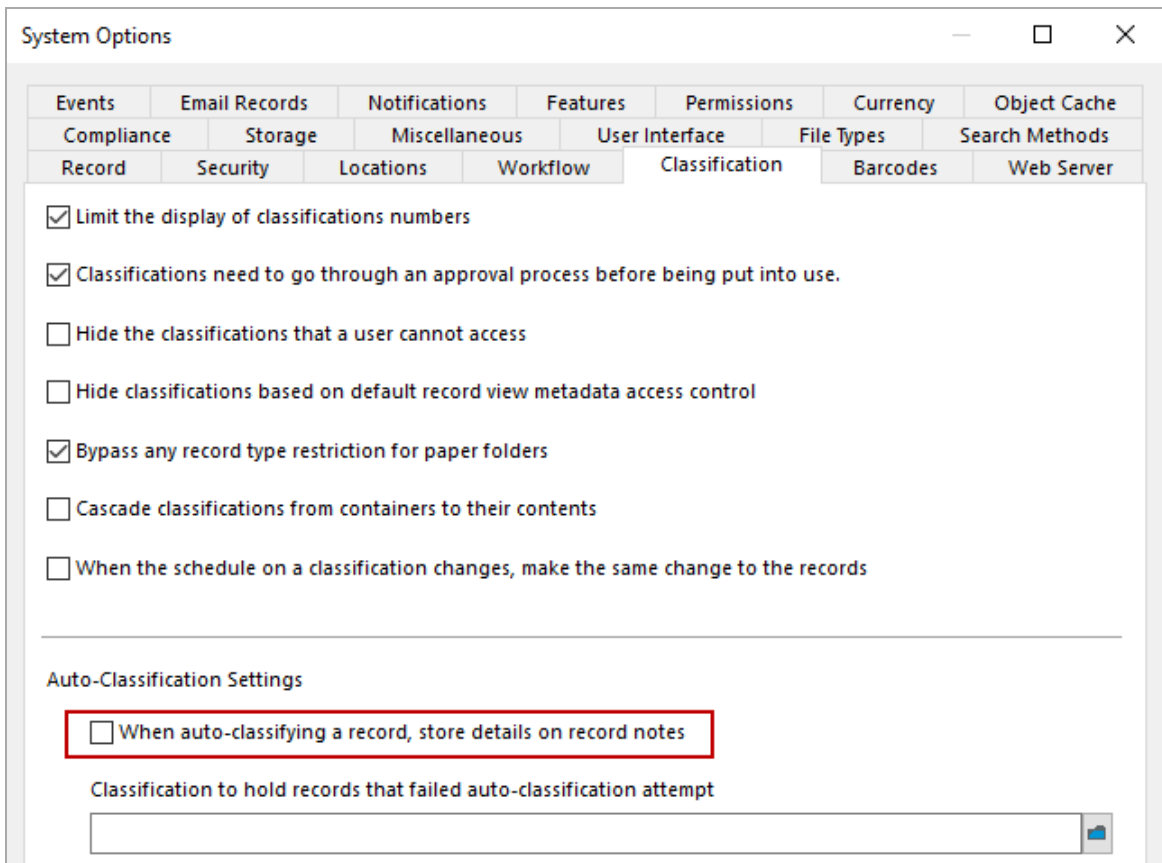 System Options
Events Email Records Notifications Features Permissions Currency Object Cache
Compliance Storage Miscellaneous User Interface File Types Search Methods
Record Security Locations Workflow Classification Barcodes Web Server
Limit the display of classifications numbers
Classifications need to go through an approval process before being put into use.
Hide the classifications that a user cannot access
Hide classifications based on default record view metadata access control
Bypass any record type restriction for paper folders
Cascade classifications from containers to their contents
When the schedule on a classification changes, make the same change to the records
Auto-Classification Settings
When auto-classifying a record, store details on record notes
Classification to hold records that failed auto-classification attempt